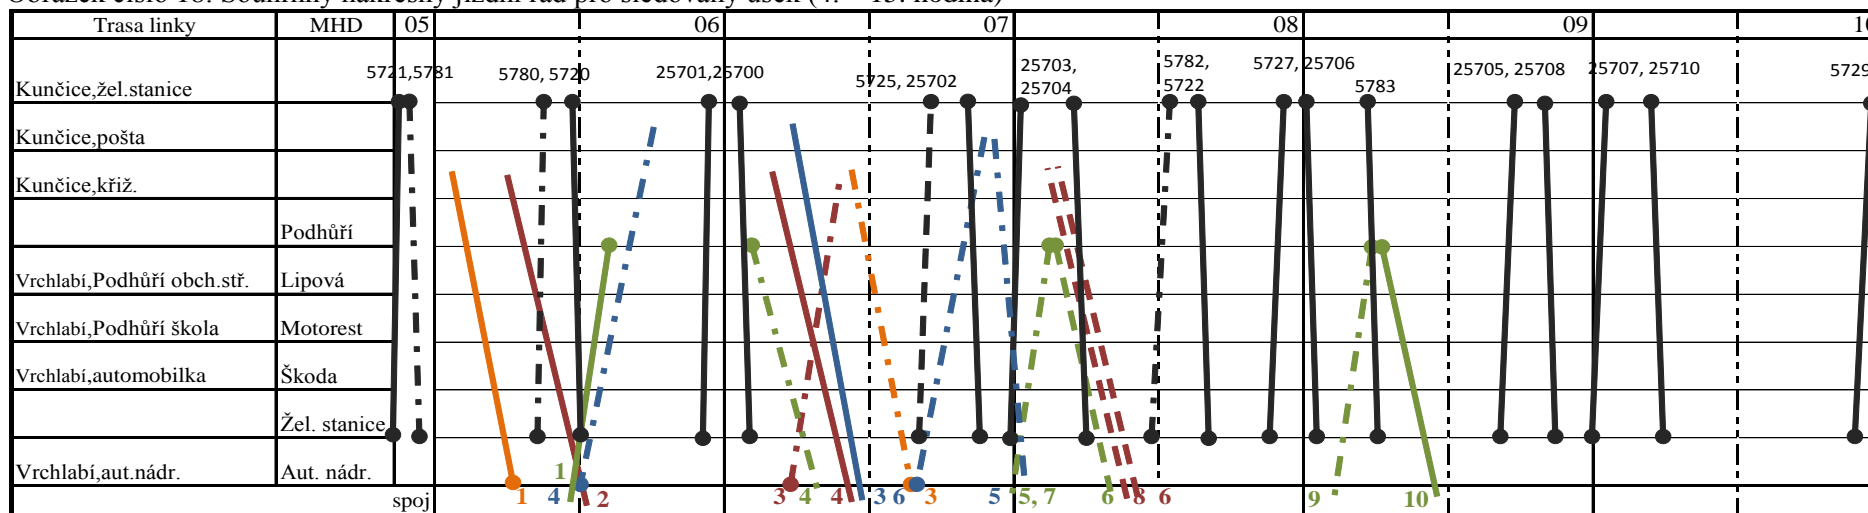 Trasa linky MHD 05 06 07 08 09
5721,5781 5780, 5720 25701,25700 5725, 25702 25703, 25704 5782, 5722 5727, 25706 5783 25705, 25708 25707, 25710 5729
Kunčice,žel.stanice
Kunčice,pošta
Kunčice,křiž.
Podhůří
Vrchlabí,Podhůří obch.stř. Lipová
Vrchlabí,Podhůří škola Motorest
Vrchlabí,automobilka Škoda
Žel. stanice
Vrchlabí,aut.nádr. Aut. nádr. 1
spoj 1 4 2 3 4 4 3 6 3 5 5, 7 6 8 6 9 10